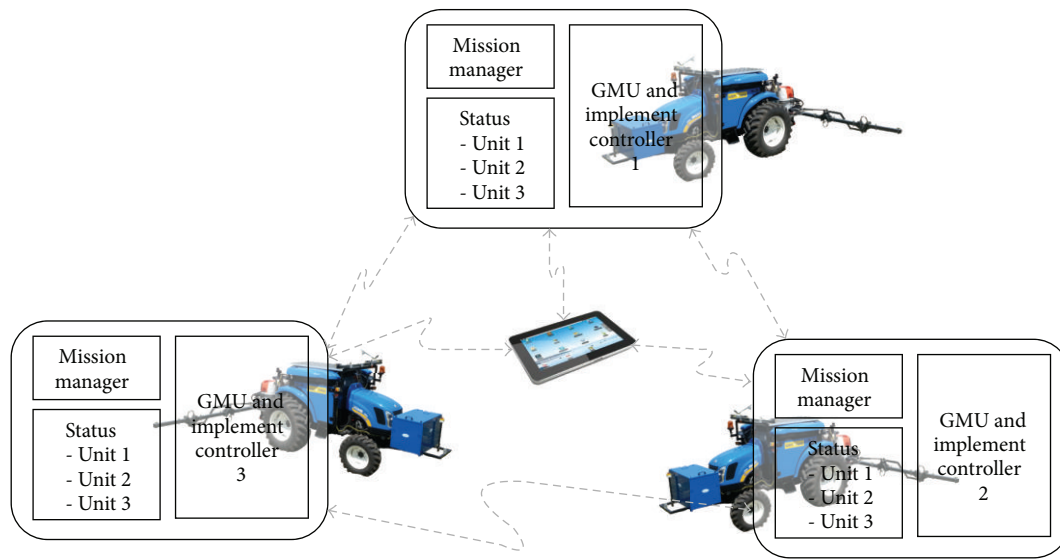 Mission
manager
Status
- Unit 1
- Unit 2
- Unit 3
GMU and
implement
controller
1
Mission
manager
Status
- Unit 1
- Unit 2
- Unit 3
GMU and
implement
controller
3
Mission
manager
Status
- Unit 1
- Unit 2
- Unit 3
GMU and
implement
controller
2